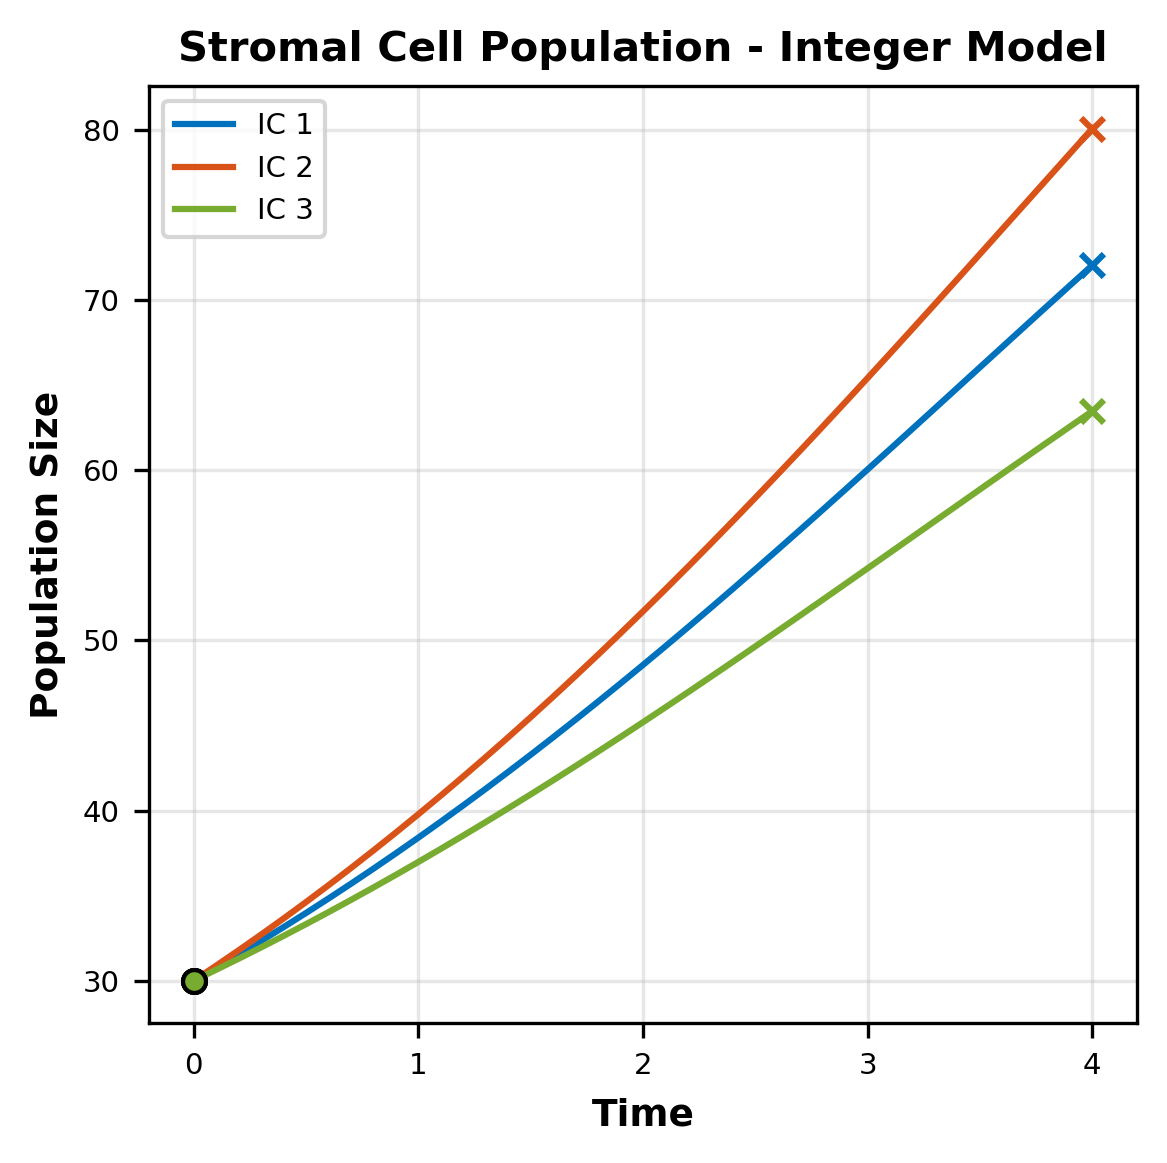 Stromal Cell Population - Integer Model
IC 1
IC 2
IC 3
80
70
60
50
40
30
Population Size
0 1 2 3 4
Time